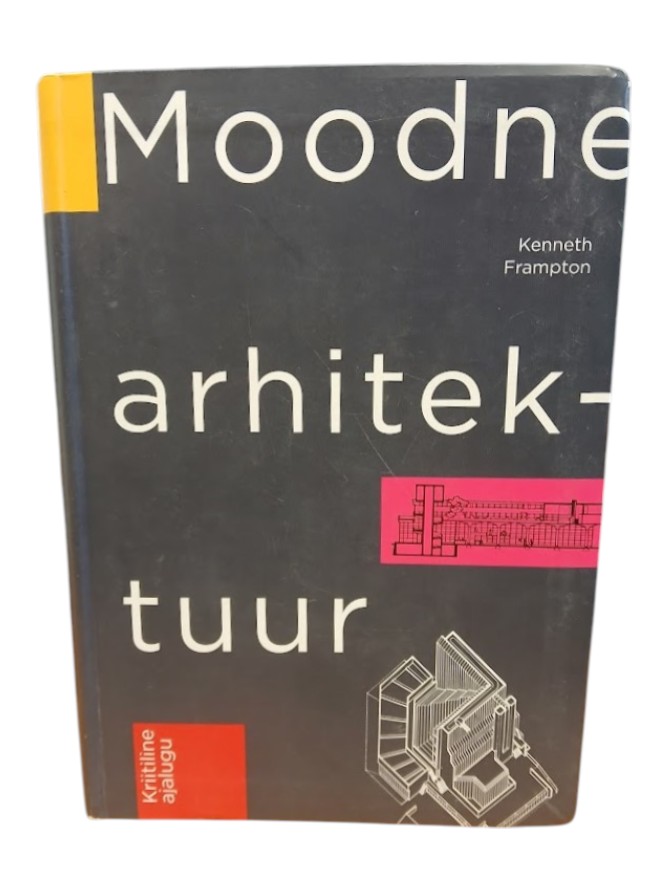 Moodne
Kenneth
Frampton
arhitek-
tuur
Kriitiline
ajalugu